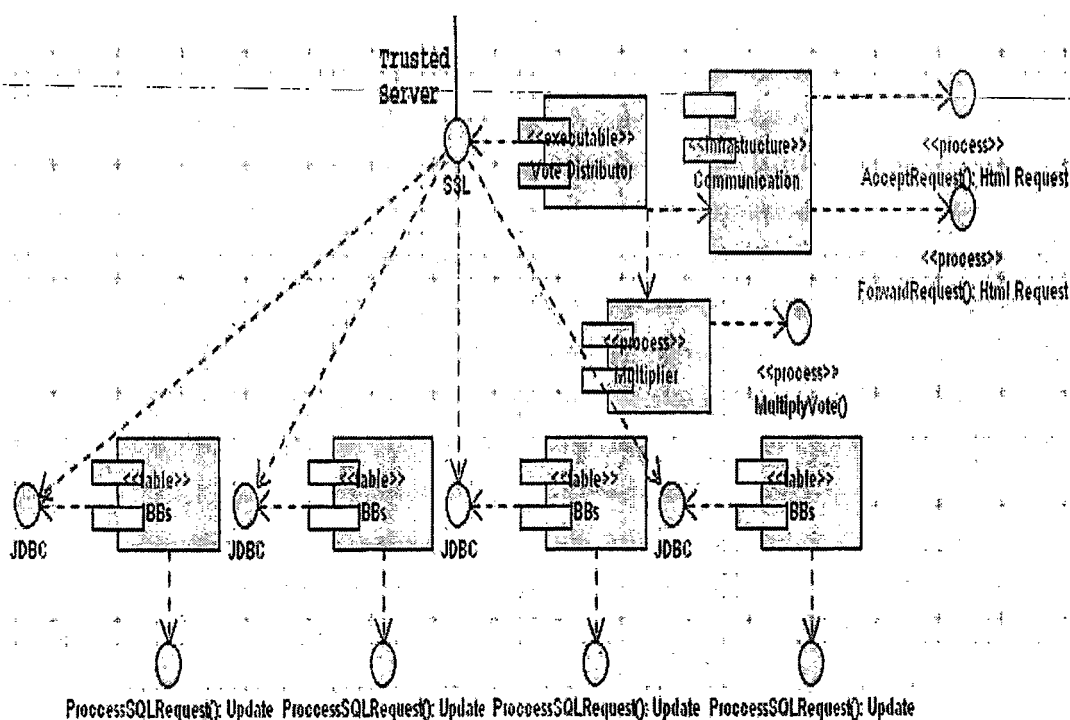 Trusted
Server
SSL
<<executable>>
Vote Distributor
<<infrastructure>>
Communication
<<process>>
AcceptRequest(): Html Request
<<process>>
ForwardRequest(): Html Request
<<process>>
Multiplier
<<process>>
MultiplyVote()
<<table>>
BBs
JDBC
<<table>>
BBs
JDBC
<<table>>
BBs
JDBC
<<table>>
BBs
JDBC
ProccessSQLRequest(): Update
ProccessSQLRequest(): Update
ProccessSQLRequest(): Update
ProccessSQLRequest(): Update